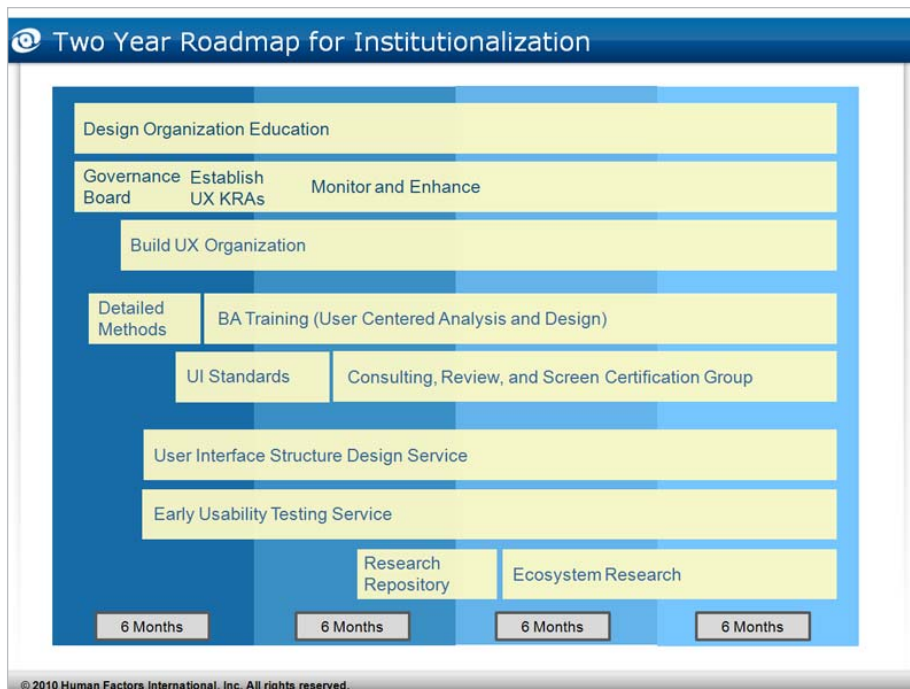 Two Year Roadmap for Institutionalization
Design Organization Education
Governance Board
Establish UX KRAs
Monitor and Enhance
Build UX Organization
Detailed Methods
BA Training (User Centered Analysis and Design)
UI Standards
Consulting, Review, and Screen Certification Group
User Interface Structure Design Service
Early Usability Testing Service
Research Repository
Ecosystem Research
6 Months
6 Months
6 Months
6 Months
© 2010 Human Factors International, Inc. All rights reserved.